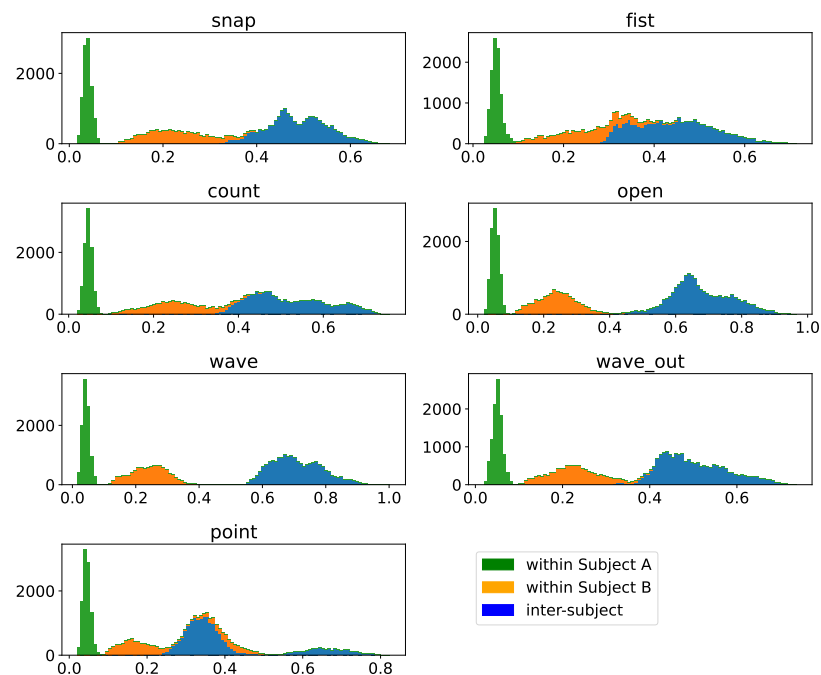 snap
2000
0
0.0 0.2 0.4 0.6
fist
2000
1000
0
0.0 0.2 0.4 0.6
count
2000
0
0.0 0.2 0.4 0.6
open
2000
0
0.0 0.2 0.4 0.6 0.8 1.0
wave
2000
0
0.0 0.2 0.4 0.6 0.8 1.0
wave_out
2000
1000
0
0.0 0.2 0.4 0.6
point
2000
0
0.0 0.2 0.4 0.6 0.8
within Subject A
within Subject B
inter-subject